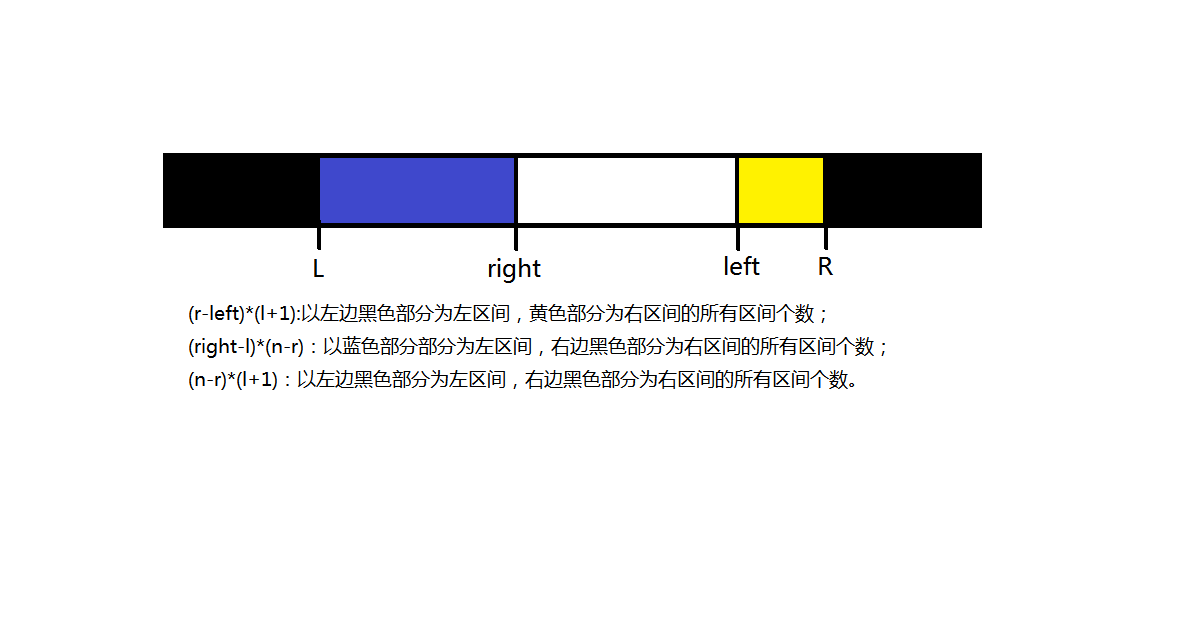 L right left R
(r-left)*(l+1):以左边黑色部分为左区间，黄色部分为右区间的所有区间个数；
(right-l)*(n-r)：以蓝色部分部分为左区间，右边黑色部分为右区间的所有区间个数；
(n-r)*(l+1)：以左边黑色部分为左区间，右边黑色部分为右区间的所有区间个数。